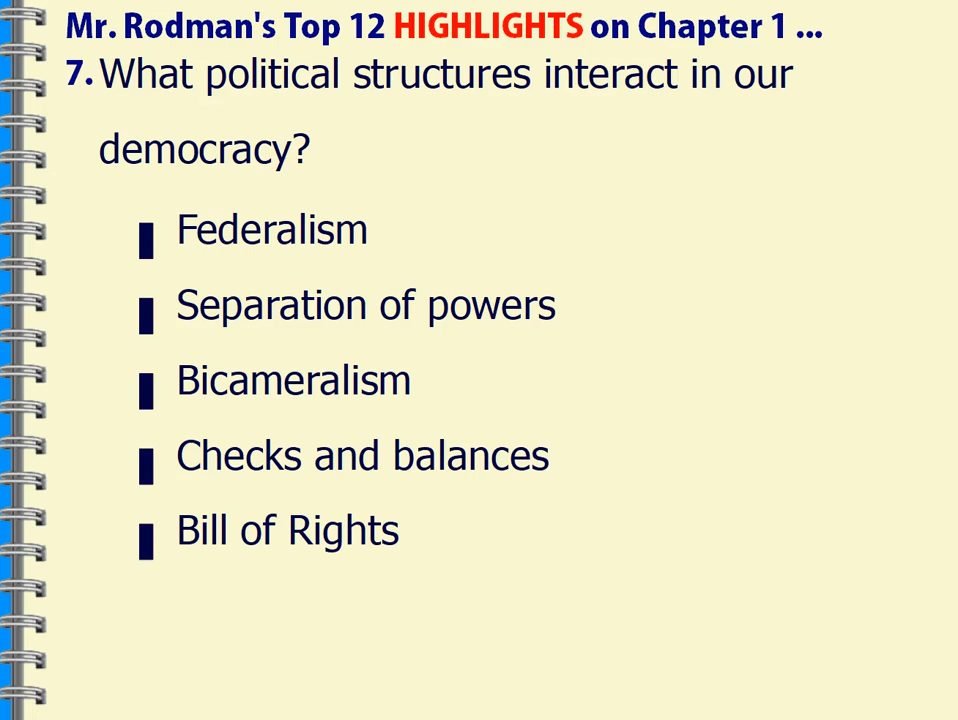 Mr. Rodman's Top 12 HIGHLIGHTS on Chapter 1 ...
7. What political structures interact in our
democracy?
Federalism
Separation of powers
Bicameralism
Checks and balances
Bill of Rights